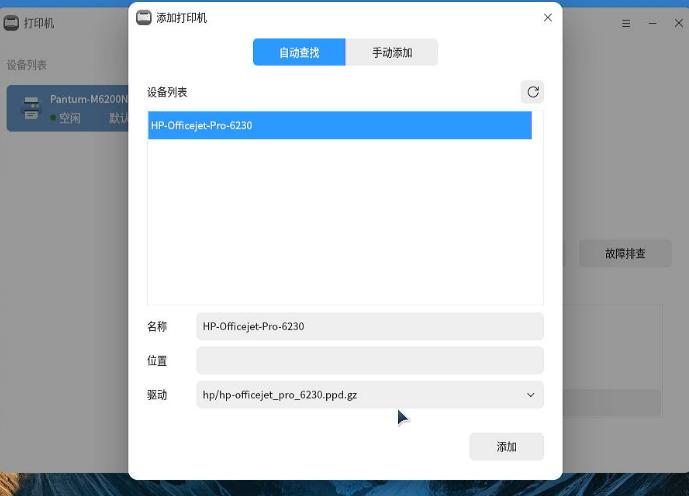 打印机
添加打印机
自动查找
手动添加
设备列表
设备列表
Pantum-M6200N
空闲
HP-Officejet-Pro-6230
故障排查
名称
HP-Officejet-Pro-6230
位置
驱动
hp/hp-officejet_pro_6230.ppd.gz
添加